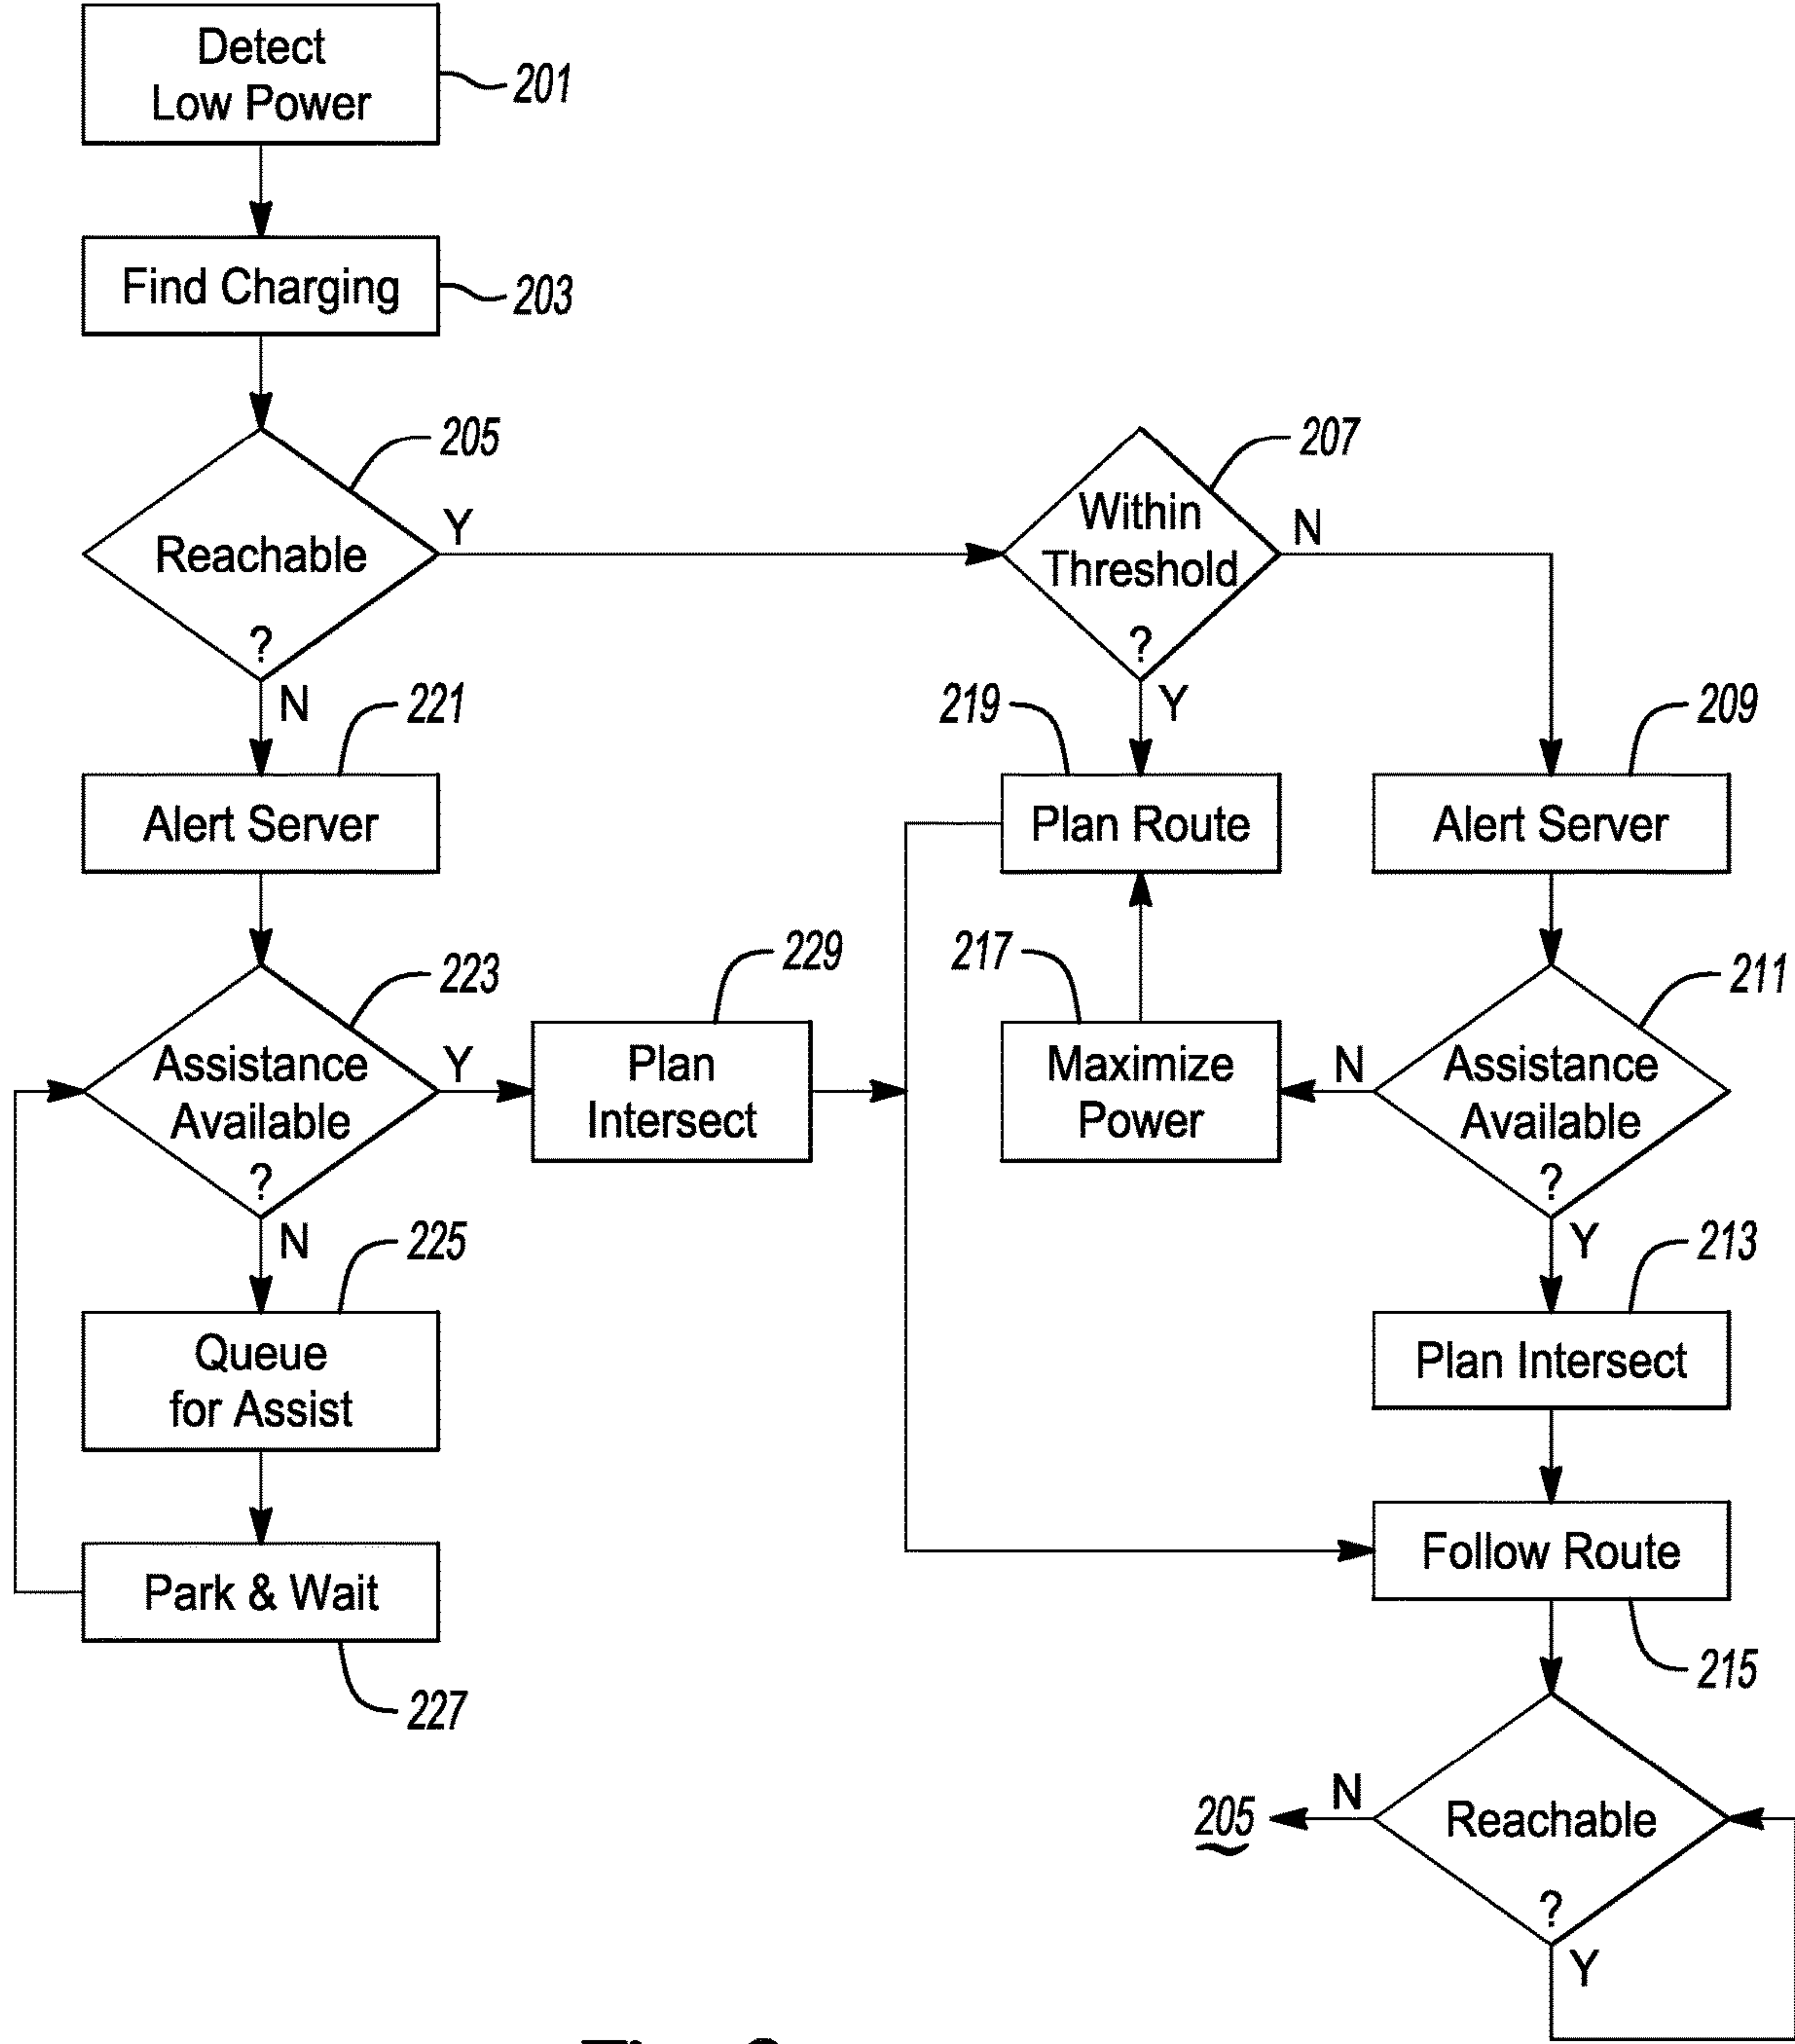 Detect
Low Power
201
Find Charging
203
205
Reachable
?
Y
N
207
Within
Threshold
?
N
Y
221
Alert Server
219
Plan Route
209
Alert Server
223
Assistance
Available
?
Y
N
229
Plan
Intersect
217
Maximize
Power
211
Assistance
Available
?
N
Y
225
Queue
for Assist
213
Plan Intersect
Park & Wait
227
Follow Route
215
Reachable
?
N
205
Y